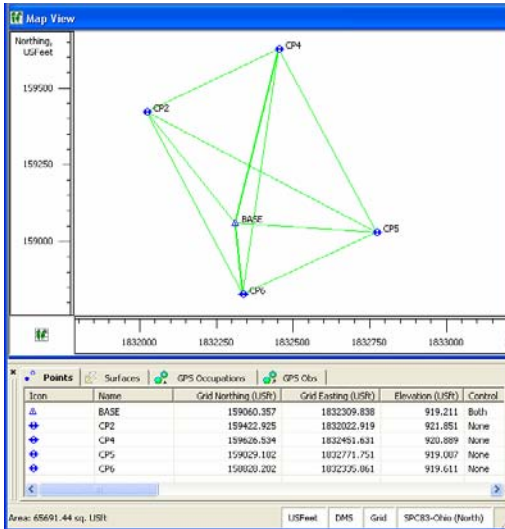 Map View
Northing,
USFeet
159500
159250
159000
CP4
CP2
BASE
CP5
CP6
1832000 1832250 1832500 1832750 1833000
Points Surfaces GPS Occupations GPS Obs
Icon Name Grid Northing (USft) Grid Easting (USft) Elevation (USft) Control
BASE 159060.357 1832309.838 919.211 Both
CP2 159422.925 1832022.919 921.851 None
CP4 159626.534 1832451.631 920.889 None
CP5 159029.102 1832771.751 919.007 None
CP6 158828.202 1832335.861 919.611 None
Area: 65691.44 sq. USft USFeet DMS Grid SPC83-Ohio (North)